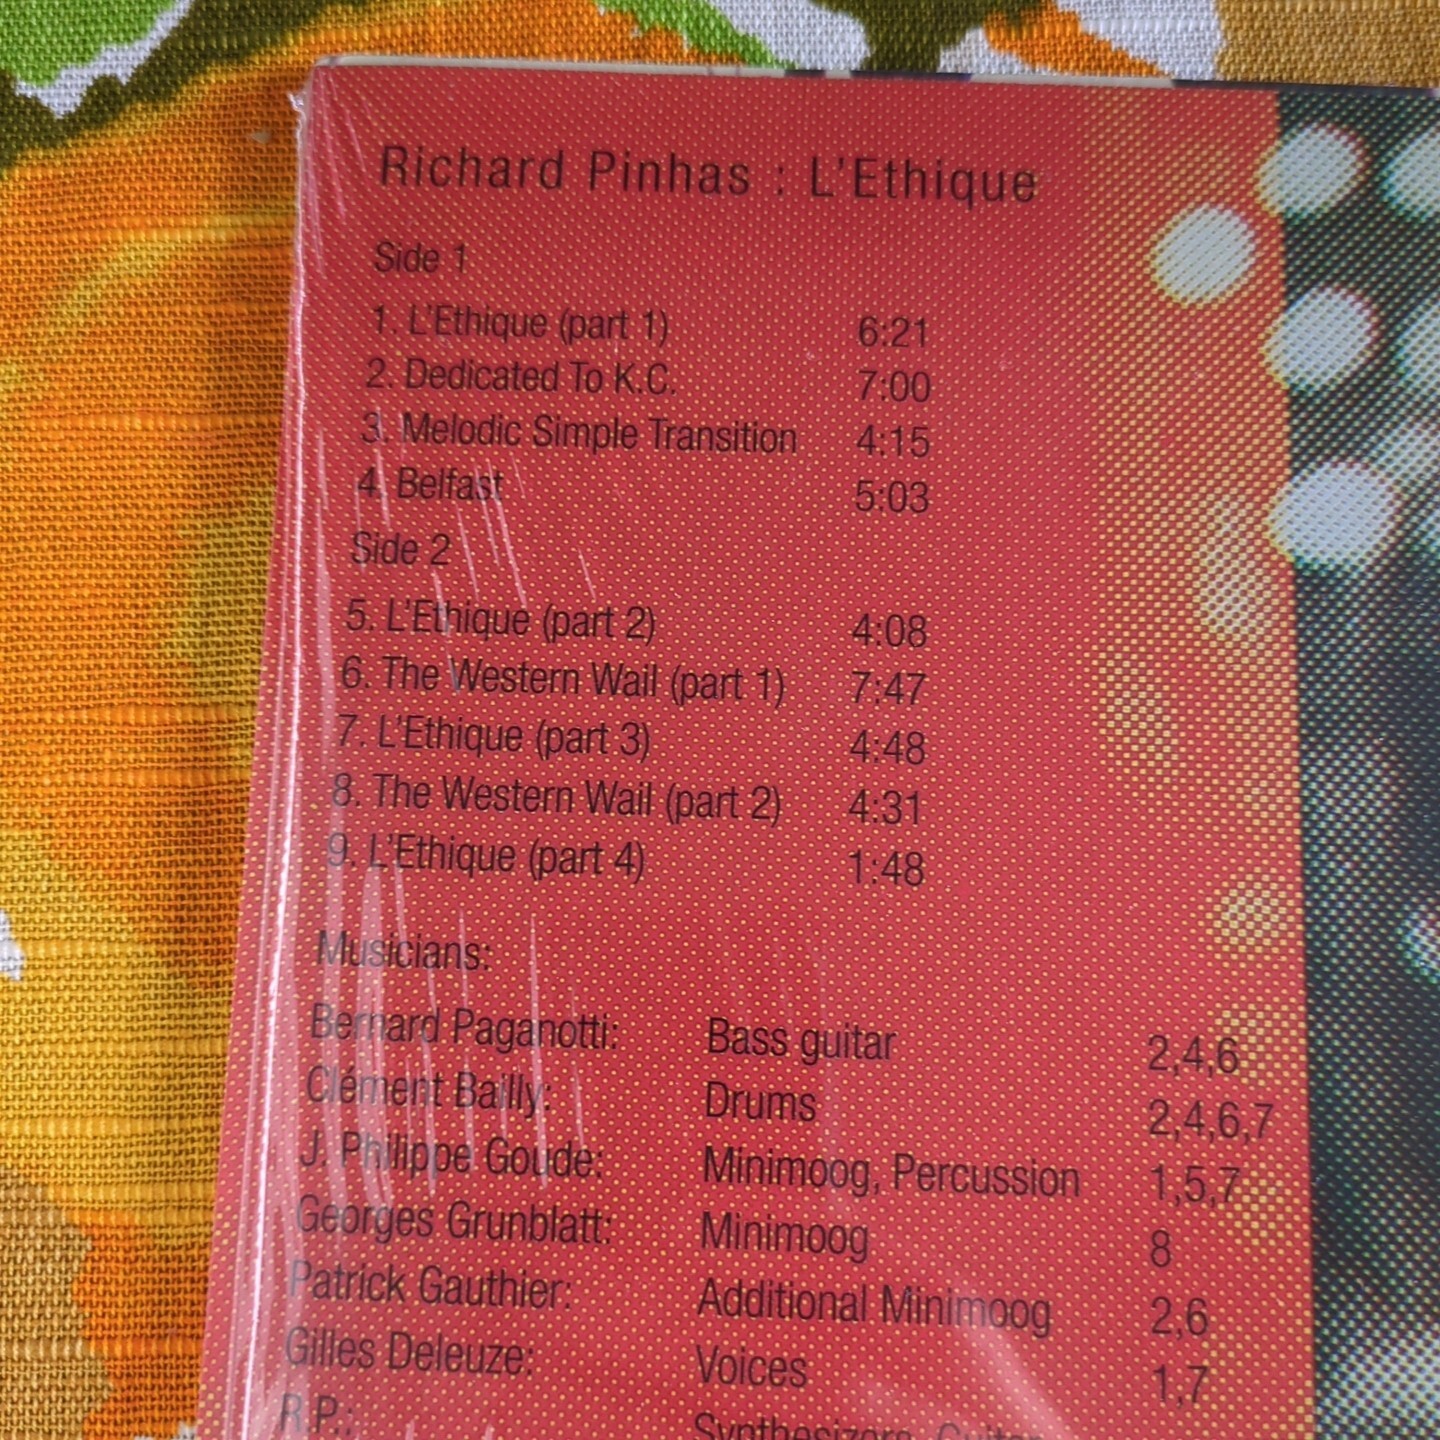 Richard Pinhas : L'Ethique
Side 1
1. L'Ethique (part 1) 6:21
2. Dedicated To K.C. 7:00
3. Melodic Simple Transition 4:15
4. Belfast 5:03
Side 2
5. L'Ethique (part 2) 4:08
6. The Western Wail (part 1) 7:47
7. L'Ethique (part 3) 4:48
8. The Western Wail (part 2) 4:31
9. L'Ethique (part 4) 1:48
Musicians:
Bernard Paganotti: Bass guitar 2,4,6
Clément Bailly: Drums 2,4,6,7
J. Philippe Goude: Minimoog, Percussion 1,5,7
Georges Grunblatt: Minimoog 8
Patrick Gauthier: Additional Minimoog 2,6
Gilles Deleuze: Voices 1,7
R.P.: Synthesizers, Guitar